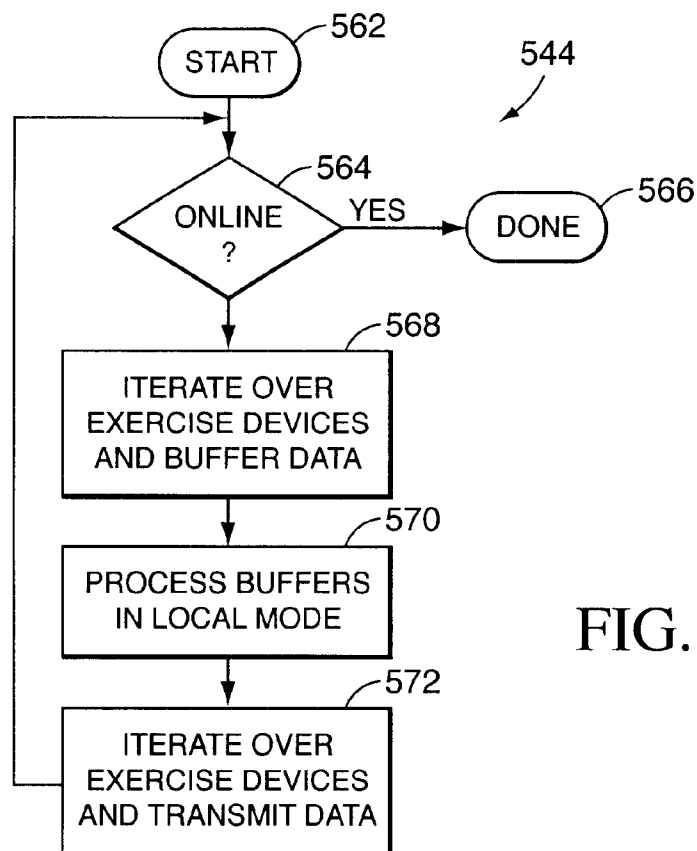 562
START
544
564
ONLINE
?
YES
566
DONE
568
ITERATE OVER
EXERCISE DEVICES
AND BUFFER DATA
570
PROCESS BUFFERS
IN LOCAL MODE
FIG.
572
ITERATE OVER
EXERCISE DEVICES
AND TRANSMIT DATA